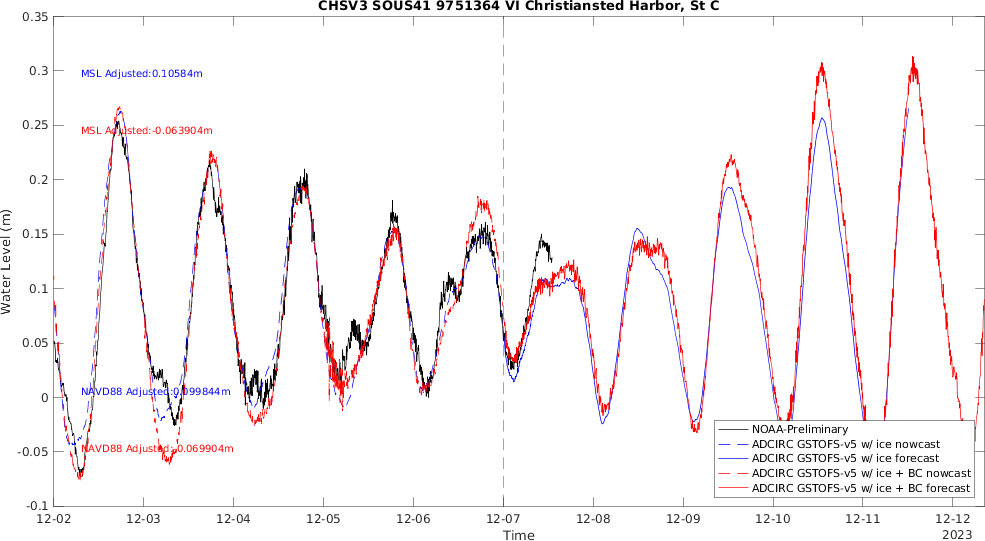 CHSV3 SOUS41 9751364 VI Christiansted Harbor, St C
0.35
0.3
0.25
0.2
0.15
0.1
0.05
0
-0.05
-0.1
Water Level (m)
MSL Adjusted:0.10584m
MSL Adjusted:-0.063904m
NAVD88 Adjusted:0.099844m
NAVD88 Adjusted:-0.069904m
NOAA-Preliminary
ADCIRC GSTOFS-v5 w/ ice nowcast
ADCIRC GSTOFS-v5 w/ ice forecast
ADCIRC GSTOFS-v5 w/ ice + BC nowcast
ADCIRC GSTOFS-v5 w/ ice + BC forecast
12-02 12-03 12-04 12-05 12-06 12-07 12-08 12-09 12-10 12-11 12-12
2023
Time